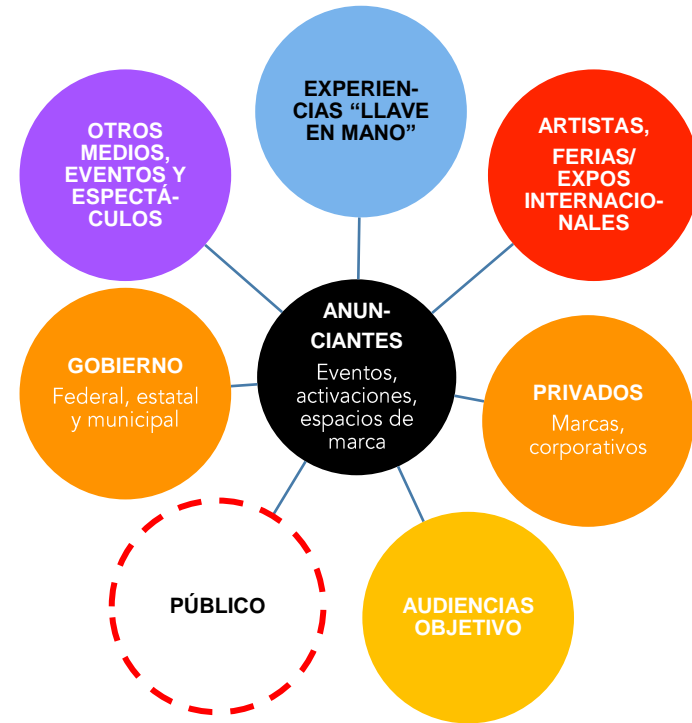 EXPERIEN-
CIAS “LLAVE
EN MANO”
OTROS
MEDIOS,
EVENTOS Y
ESPECTÁ-
CULOS
ARTISTAS,
FERIAS/
EXPOS
INTERNACIO-
NALES
ANUN-
CIANTES
Eventos,
activaciones,
espacios de
marca
GOBIERNO
Federal, estatal
y municipal
PRIVADOS
Marcas,
corporativos
PÚBLICO
AUDIENCIAS
OBJETIVO